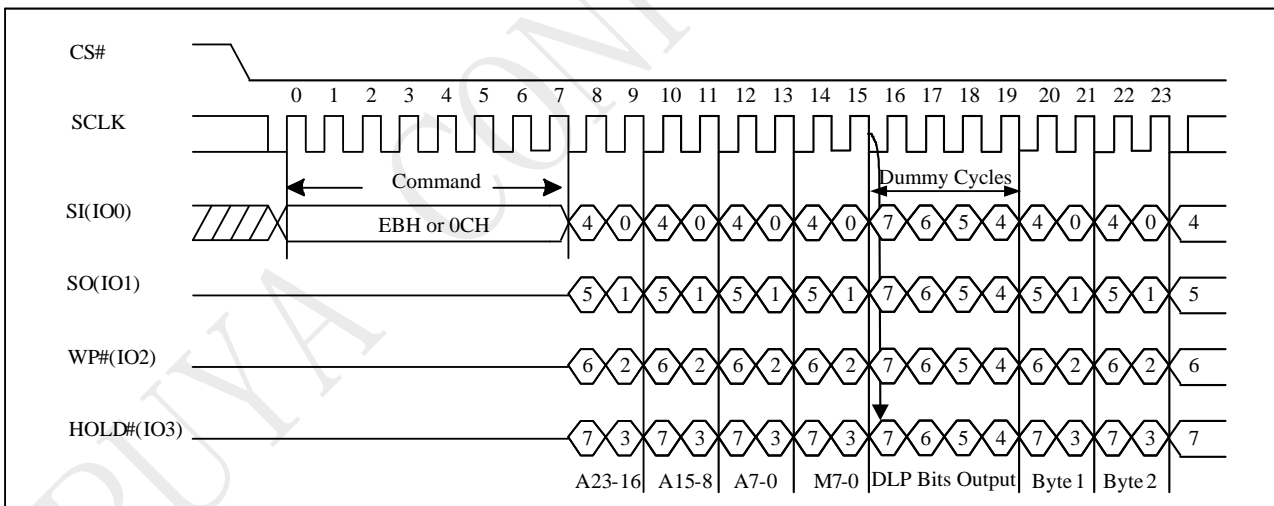 CS#
0 1 2 3 4 5 6 7 8 9 10 11 12 13 14 15 16 17 18 19 20 21 22 23
SCLK
Command
Dummy Cycles
SI(IO0)
EBH or 0CH
4 0 4 0 4 0 4 0 7 6 5 4 4 0 4 0 4
SO(IO1)
5 1 5 1 5 1 5 1 7 6 5 4 5 1 5 1 5
WP#(IO2)
6 2 6 2 6 2 6 2 7 6 5 4 6 2 6 2 6
HOLD#(IO3)
7 3 7 3 7 3 7 3 7 6 5 4 7 3 7 3 7
A23-16 A15-8 A7-0 M7-0 DLP Bits Output Byte 1 Byte 2
PUYA CONF